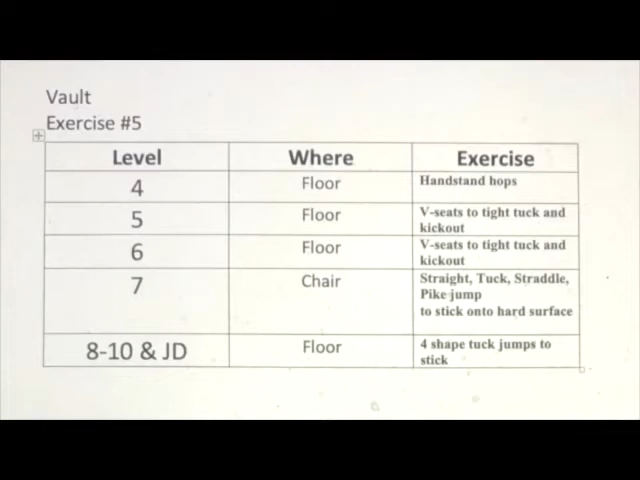 Vault
Exercise #5
Level Where Exercise
4 Floor Handstand hops
5 Floor V-seats to tight tuck and
kickout
6 Floor V-seats to tight tuck and
kickout
7 Chair Straight, Tuck, Straddle,
Pike jump
to stick onto hard surface
8-10 & JD Floor 4 shape tuck jumps to
stick